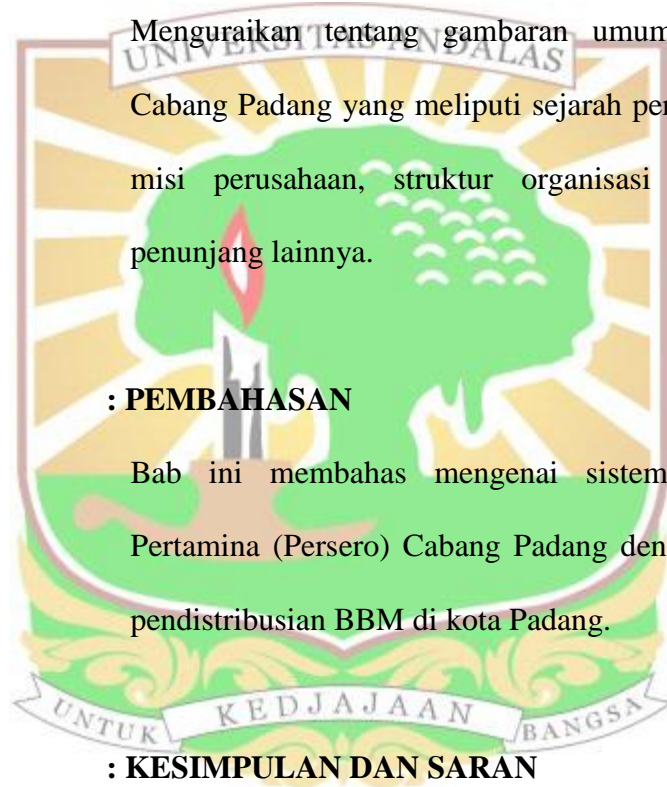 Menguraikan tentang gambaran umum
UNIVERSITAS ANDALAS
Cabang Padang yang meliputi sejarah per
misi perusahaan, struktur organisasi
penunjang lainnya.
: PEMBAHASAN
Bab ini membahas mengenai sistem
Pertamina (Persero) Cabang Padang den
pendistribusian BBM di kota Padang.
UNTUK KEDJAJAAN BANGSA
: KESIMPULAN DAN SARAN